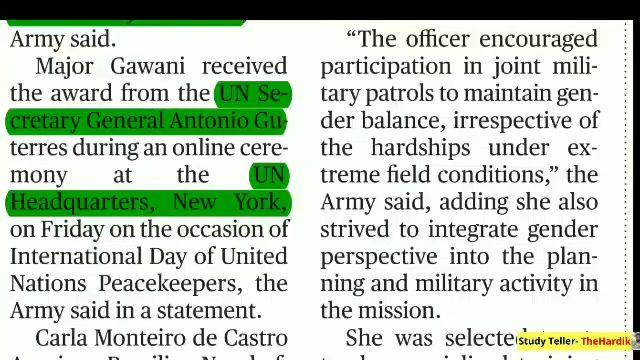 Army said.
Major Gawani received
the award from the UN Se-
cretary General Antonio Gu-
terres during an online cere-
mony at the UN
Headquarters, New York,
on Friday on the occasion of
International Day of United
Nations Peacekeepers, the
Army said in a statement.
Carla Monteiro de Castro
“The officer encouraged
participation in joint mili-
tary patrols to maintain gen-
der balance, irrespective of
the hardships under ex-
treme field conditions,” the
Army said, adding she also
strived to integrate gender
perspective into the plan-
ning and military activity in
the mission.
She was selected
Study Teller- TheHardik